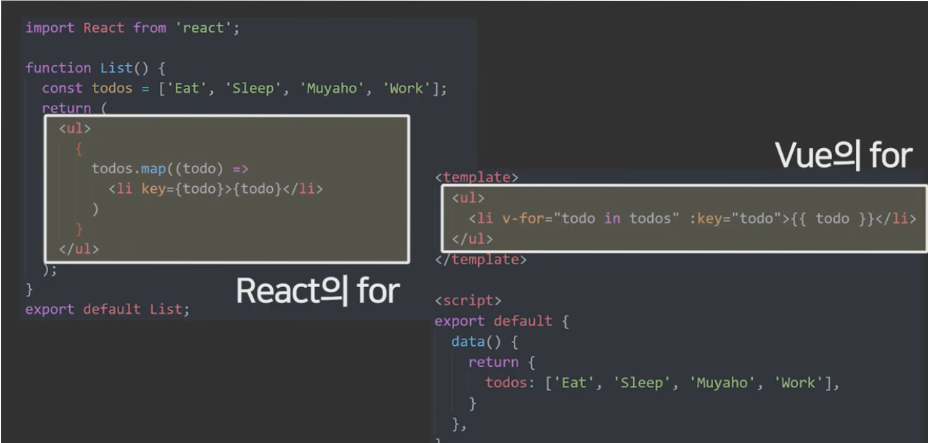 import React from 'react';
function List() {
const todos = ['Eat', 'Sleep', 'Muyaho', 'Work'];
return (
<ul>
{
todos.map((todo) =>
<li key={todo}>{todo}</li>
)
}
</ul>
);
}
export default List;
React의 for
Vue의 for
<template>
<ul>
<li v-for="todo in todos" :key="todo">{{ todo }}</li>
</ul>
</template>
<script>
export default {
data() {
return {
todos: ['Eat', 'Sleep', 'Muyaho', 'Work'],
}
},
}